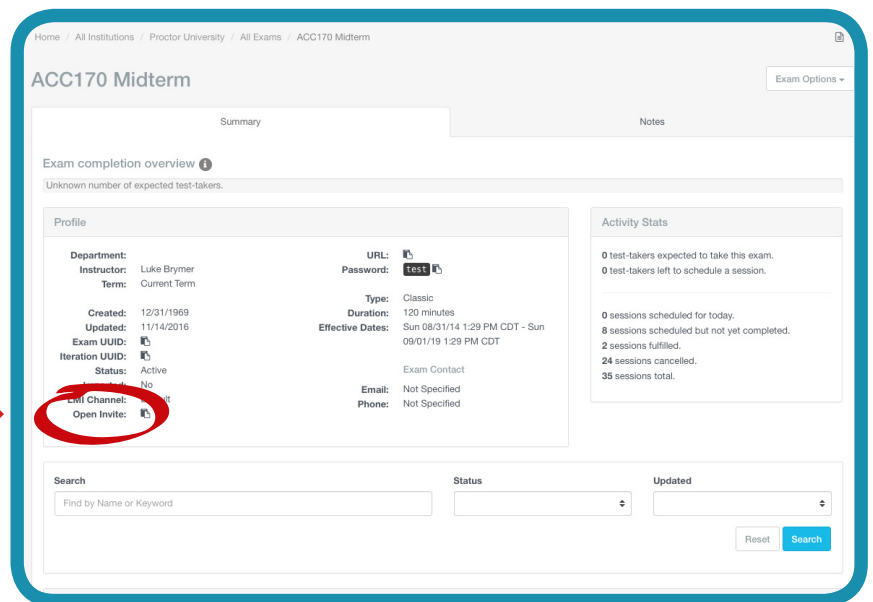 Home / All Institutions / Proctor University / All Exams / ACC170 Midterm
ACC170 Midterm
Exam Options
Summary
Notes
Exam completion overview
Unknown number of expected test-takers.
Profile
Department:
Instructor: Luke Brymer
Term: Current Term
Created: 12/31/1969
Updated: 11/14/2016
Exam UUID:
Iteration UUID:
Status: Active
No
LMI Channel:
Open Invite:
URL:
Password: test
Type: Classic
Duration: 120 minutes
Effective Dates: Sun 08/31/14 1:29 PM CDT - Sun
09/01/19 1:29 PM CDT
Exam Contact
Email: Not Specified
Phone: Not Specified
Activity Stats
0 test-takers expected to take this exam.
0 test-takers left to schedule a session.
0 sessions scheduled for today.
8 sessions scheduled but not yet completed.
2 sessions fulfilled.
24 sessions cancelled.
35 sessions total.
Search
Find by Name or Keyword
Status
Updated
Reset
Search